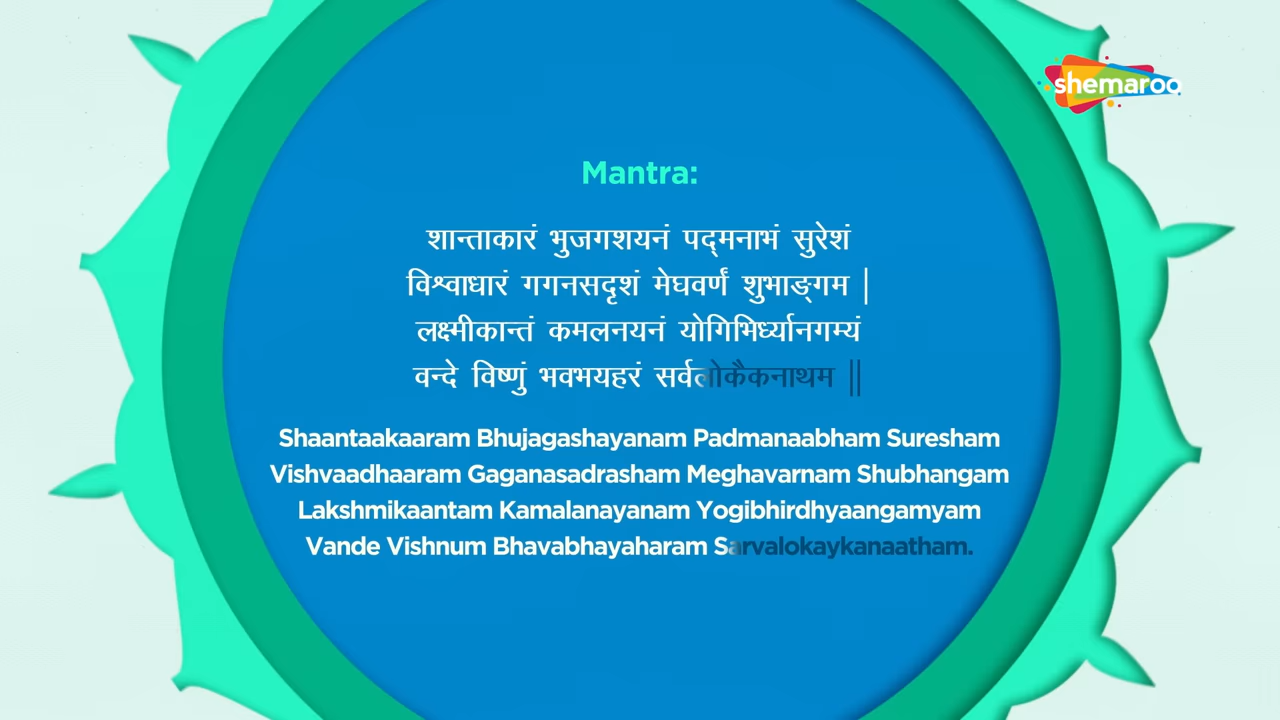 shemaroo
Mantra:
शान्ताकारं भुजगशयनं पद्मनाभं सुरेशं
विश्वाधारं गगनसदृशं मेघवर्णं शुभाङ्गम |
लक्ष्मीकान्तं कमलनयनं योगिभिर्ध्यानगम्यं
वन्दे विष्णुं भवभयहरं सर्वलोकैकनाथम ||
Shaantaakaaram Bhujagashayanam Padmanaabham Suresham
Vishvaadhaaram Gaganasadrasham Meghavarnam Shubhangam
Lakshmikaantam Kamalanayanam Yogibhirdhyaangamyam
Vande Vishnum Bhavabhayaharam Sarvalokaykanaatham.